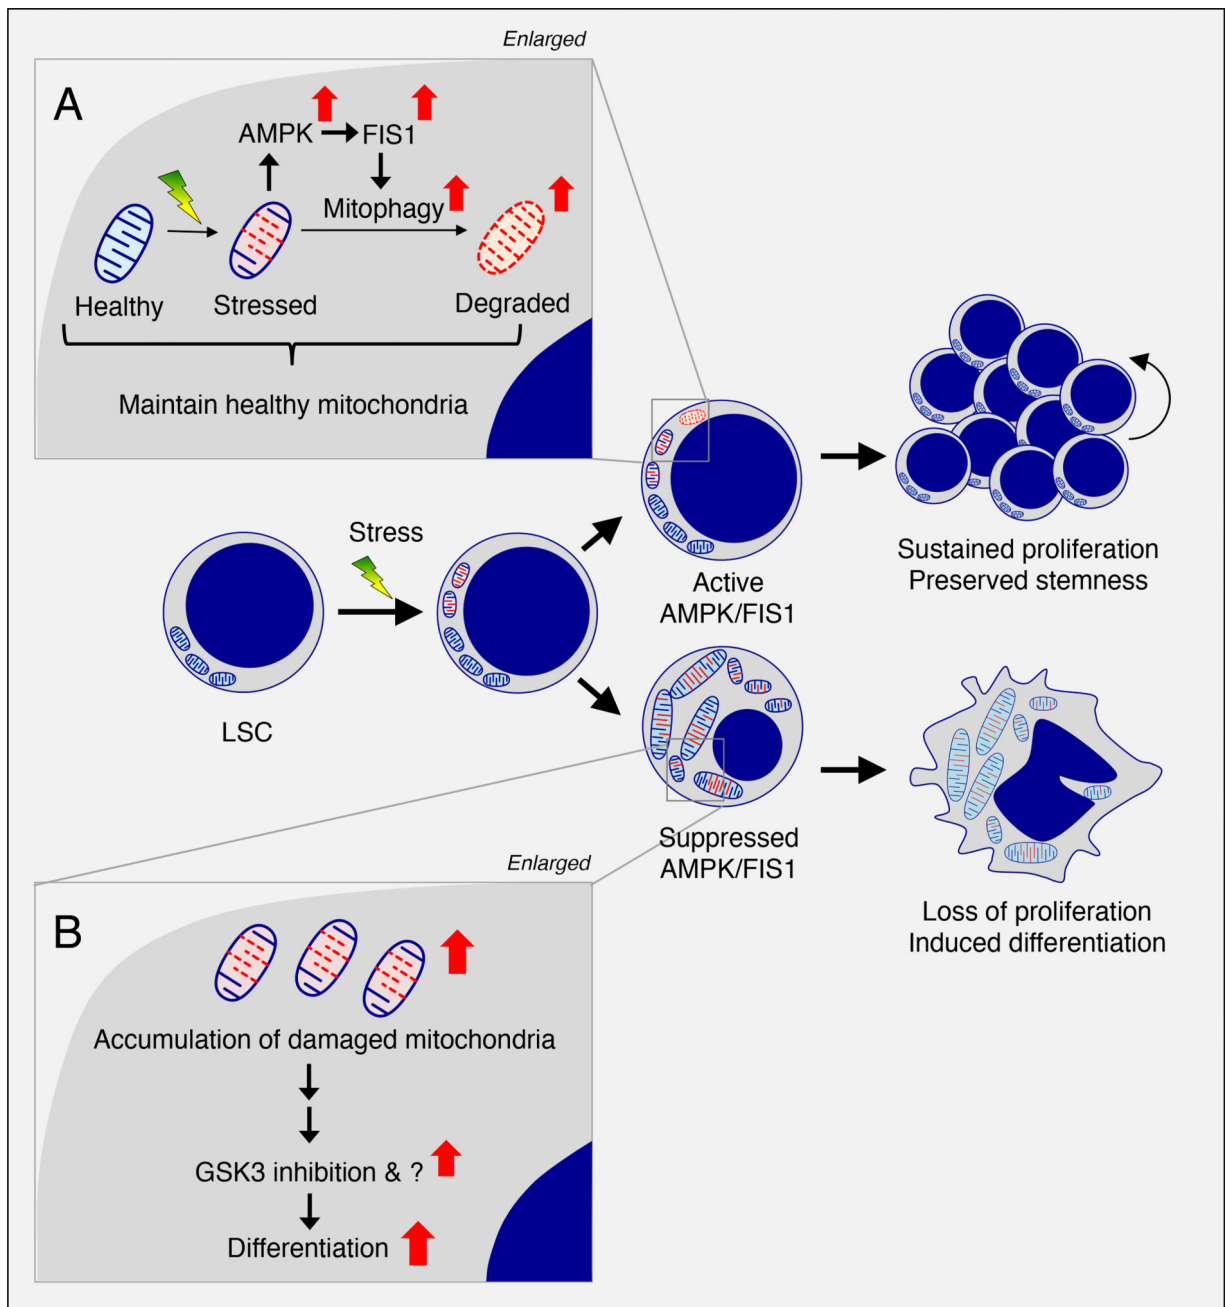 Enlarged
A
AMPK
FIS1
Mitophagy
Healthy
Stressed
Degraded
Maintain healthy mitochondria
Stress
LSC
Active
AMPK/FIS1
Sustained proliferation
Preserved stemness
Suppressed
AMPK/FIS1
Loss of proliferation
Induced differentiation
Enlarged
B
Accumulation of damaged mitochondria
GSK3 inhibition & ?
Differentiation